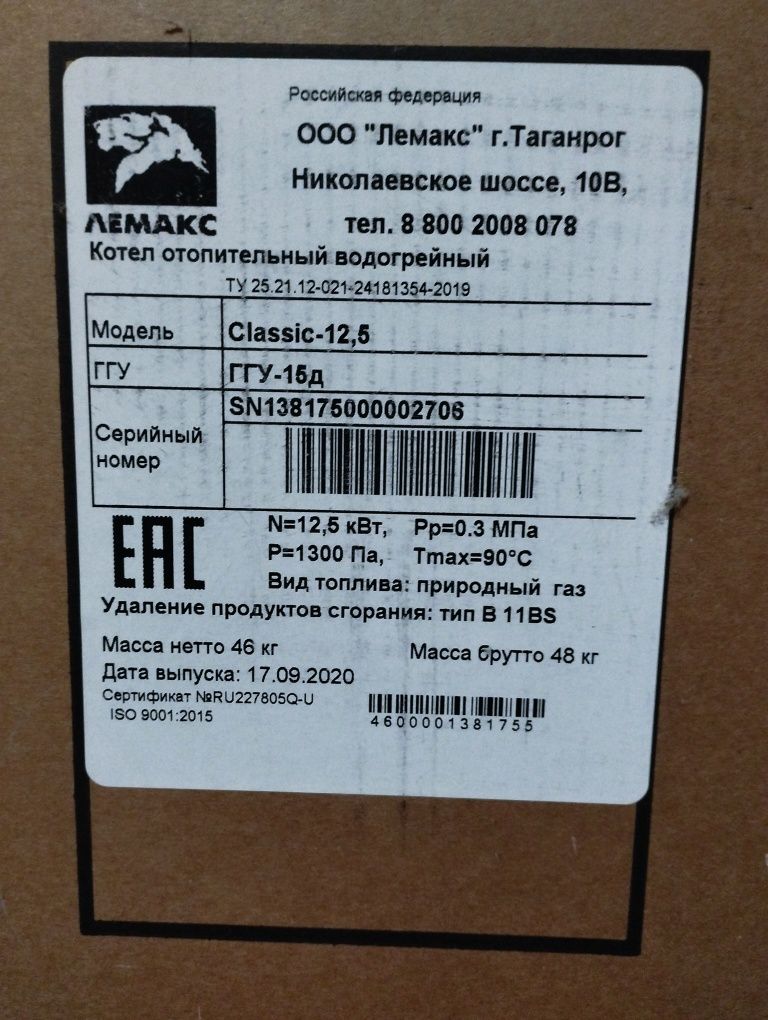 Российская федерация
ООО "Лемакс" г.Таганрог
Николаевское шоссе, 10В,
ЛЕМАКС
тел. 8 800 2008 078
Котел отопительный водогрейный
ТУ 25.21.12-021-24181354-2019
Модель Classic-12,5
ГГУ ГГУ-15д
SN138175000002706
Серийный
номер
EAC
N=12,5 кВт, Pp=0.3 МПа
P=1300 Па, Tmax=90°C
Вид топлива: природный газ
Удаление продуктов сгорания: тип В 11BS
Масса нетто 46 кг Масса брутто 48 кг
Дата выпуска: 17.09.2020
Сертификат №RU227805Q-U
ISO 9001:2015
4600001381755